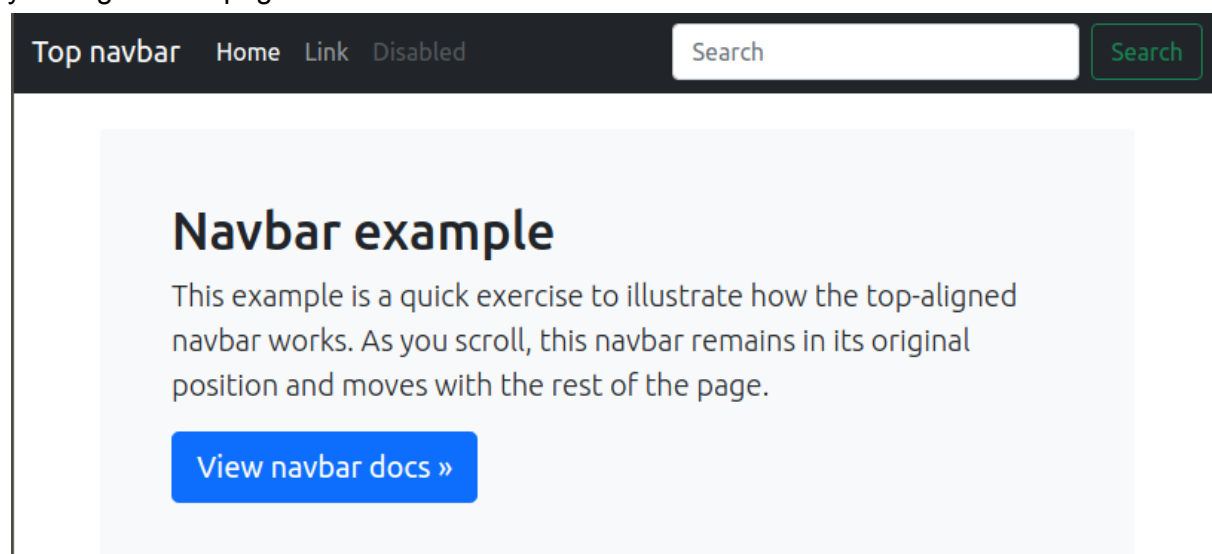 Top navbar Home Link Disabled Search Search
Navbar example
This example is a quick exercise to illustrate how the top-aligned
navbar works. As you scroll, this navbar remains in its original
position and moves with the rest of the page.
View navbar docs »